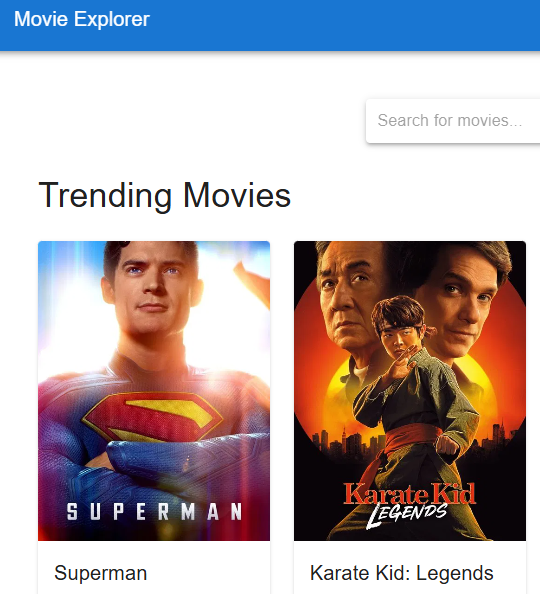 Movie Explorer
Search for movies...
Trending Movies
SUPERMAN
Karate Kid
LEGENDS
Superman
Karate Kid: Legends